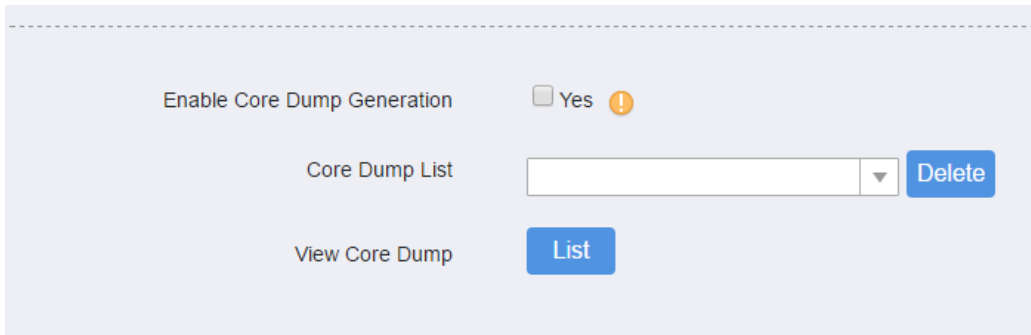 Enable Core Dump Generation Yes
Core Dump List Delete
View Core Dump List